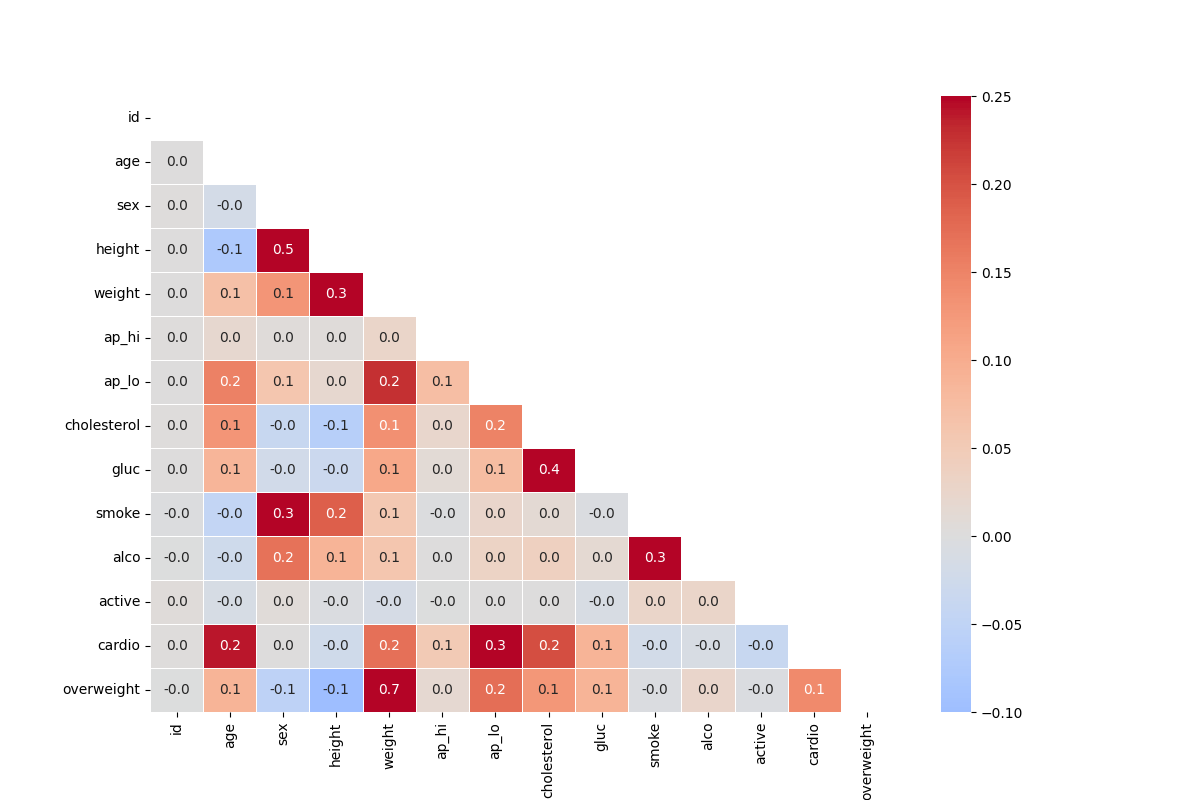 id
age 0.0
sex 0.0 -0.0
height 0.0 -0.1 0.5
weight 0.0 0.1 0.1 0.3
ap_hi 0.0 0.0 0.0 0.0 0.0
ap_lo 0.0 0.2 0.1 0.0 0.2 0.1
cholesterol 0.0 0.1 -0.0 -0.1 0.1 0.0 0.2
gluc 0.0 0.1 -0.0 -0.0 0.1 0.0 0.1 0.4
smoke -0.0 -0.0 0.3 0.2 0.1 -0.0 0.0 0.0 -0.0
alco -0.0 -0.0 0.2 0.1 0.1 0.0 0.0 0.0 0.0 0.3
active 0.0 -0.0 0.0 -0.0 -0.0 -0.0 0.0 0.0 -0.0 0.0 0.0
cardio 0.0 0.2 0.0 -0.0 0.2 0.1 0.3 0.2 0.1 -0.0 -0.0 -0.0
overweight -0.0 0.1 -0.1 -0.1 0.7 0.0 0.2 0.1 0.1 -0.0 0.0 -0.0 0.1
id age sex height weight ap_hi ap_lo cholesterol gluc smoke alco active cardio overweight
0.25
0.20
0.15
0.10
0.05
0.00
−0.05
−0.10